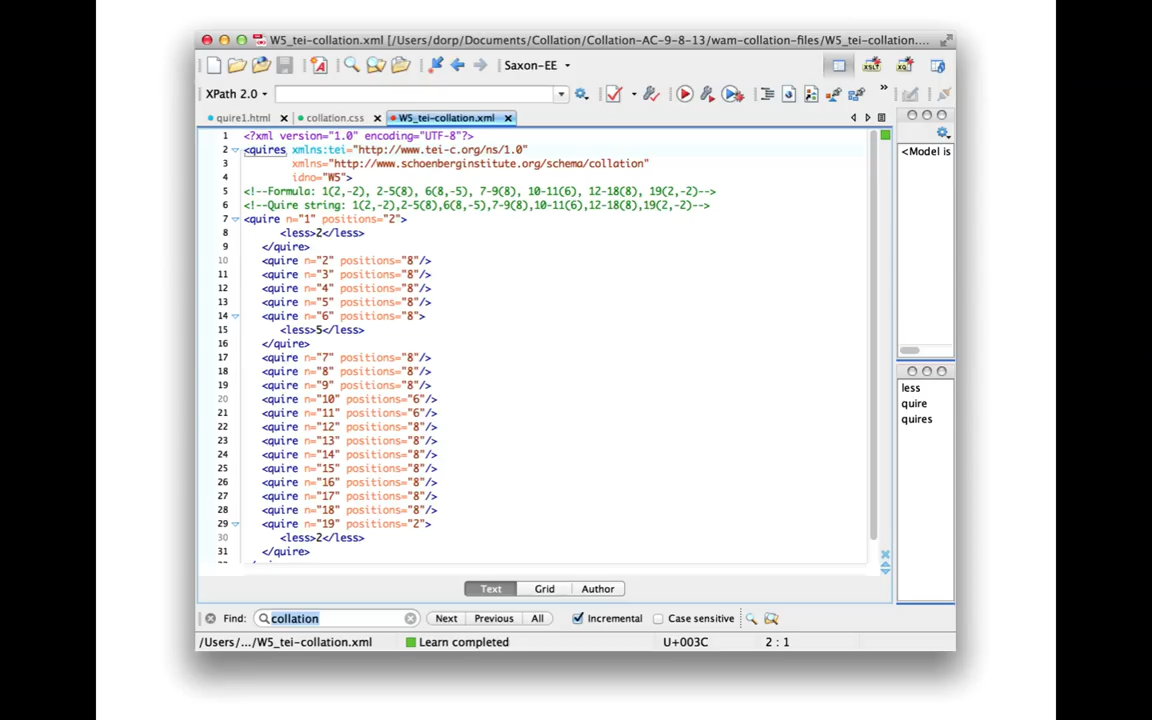 W5_tei-collation.xml [/Users/dorp/Documents/Collation/Collation-AC-9-8-13/wam-collation-files/W5_tei-collation....
Saxon-EE
XPath 2.0
quire1.html
collation.css
W5_tei-collation.xml
1 <?xml version="1.0" encoding="UTF-8"?>
2 <quires xmlns:tei="http://www.tei-c.org/ns/1.0"
3 xmlns="http://www.schoenberginstitute.org/schema/collation"
4 idno="W5">
5 <!--Formula: 1(2,-2), 2-5(8), 6(8,-5), 7-9(8), 10-11(6), 12-18(8), 19(2,-2)-->
6 <!--Quire string: 1(2,-2),2-5(8),6(8,-5),7-9(8),10-11(6),12-18(8),19(2,-2)-->
7 <quire n="1" positions="2">
8 <less>2</less>
9 </quire>
10 <quire n="2" positions="8"/>
11 <quire n="3" positions="8"/>
12 <quire n="4" positions="8"/>
13 <quire n="5" positions="8"/>
14 <quire n="6" positions="8">
15 <less>5</less>
16 </quire>
17 <quire n="7" positions="8"/>
18 <quire n="8" positions="8"/>
19 <quire n="9" positions="8"/>
20 <quire n="10" positions="6"/>
21 <quire n="11" positions="6"/>
22 <quire n="12" positions="8"/>
23 <quire n="13" positions="8"/>
24 <quire n="14" positions="8"/>
25 <quire n="15" positions="8"/>
26 <quire n="16" positions="8"/>
27 <quire n="17" positions="8"/>
28 <quire n="18" positions="8"/>
29 <quire n="19" positions="2">
30 <less>2</less>
31 </quire>
<Model is
less
quire
quires
Text Grid Author
Find: collation Next Previous All Incremental Case sensitive
/Users/.../W5_tei-collation.xml Learn completed U+003C 2 : 1